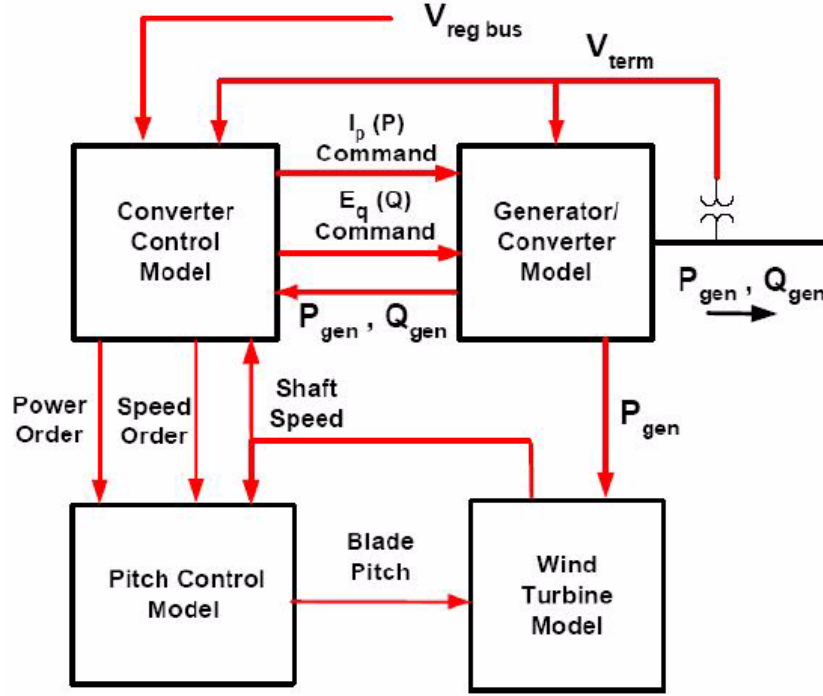 V reg bus
V term
I p (P)
Command
E q (Q)
Command
Converter
Control
Model
Generator/
Converter
Model
P gen , Q gen
P gen , Q gen
Power
Order
Speed
Order
Shaft
Speed
P gen
Pitch Control
Model
Blade
Pitch
Wind
Turbine
Model